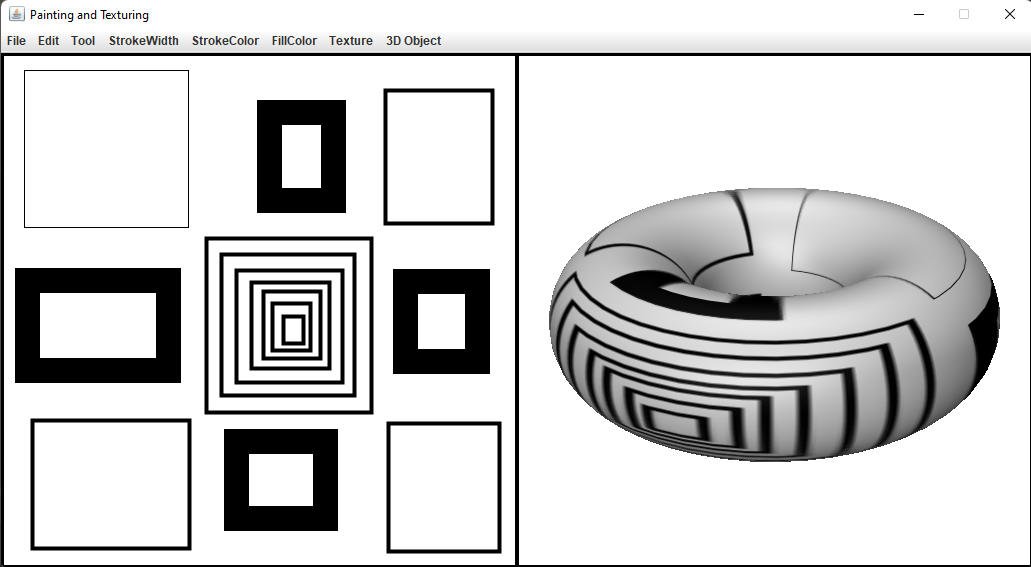 Painting and Texturing
File Edit Tool StrokeWidth StrokeColor FillColor Texture 3D Object